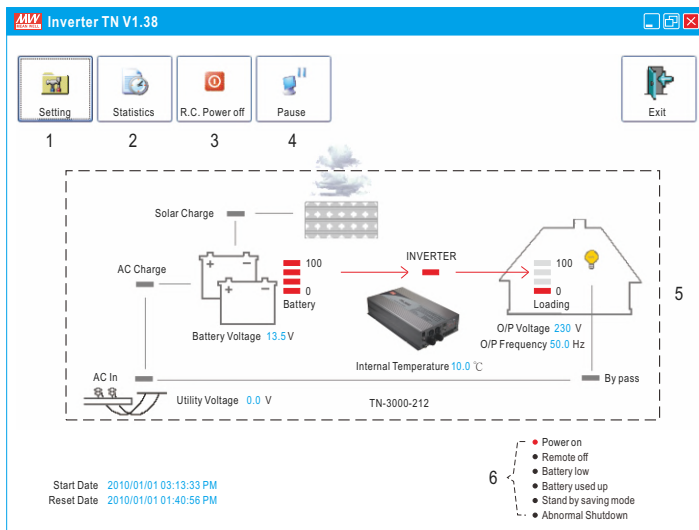 MW
MEAN WELL
Inverter TN V1.38
Setting
Statistics
R.C. Power off
Pause
Exit
1
2
3
4
Solar Charge
AC Charge
100
0
Battery
INVERTER
100
0
Loading
5
Battery Voltage 13.5 V
O/P Voltage 230 V
O/P Frequency 50.0 Hz
Internal Temperature 10.0 ℃
AC In
By pass
Utility Voltage 0.0 V
TN-3000-212
6
Power on
Remote off
Battery low
Battery used up
Stand by saving mode
Abnormal Shutdown
Start Date 2010/01/01 03:13:33 PM
Reset Date 2010/01/01 01:40:56 PM